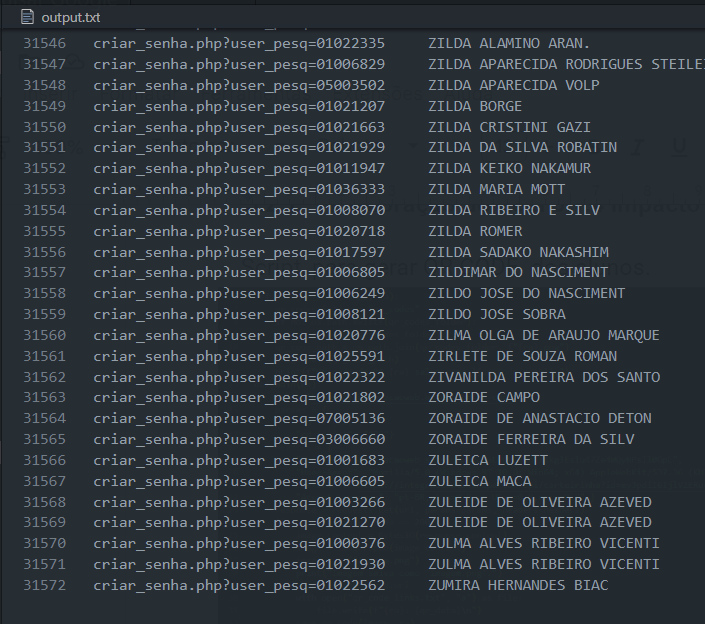 output.txt
31546 criar_senha.php?user_pesq=01022335 ZILDA ALAMINO ARAN.
31547 criar_senha.php?user_pesq=01006829 ZILDA APARECIDA RODRIGUES STEILE
31548 criar_senha.php?user_pesq=05003502 ZILDA APARECIDA VOLP
31549 criar_senha.php?user_pesq=01021207 ZILDA BORGE
31550 criar_senha.php?user_pesq=01021663 ZILDA CRISTINI GAZI
31551 criar_senha.php?user_pesq=01021929 ZILDA DA SILVA ROBATIN
31552 criar_senha.php?user_pesq=01011947 ZILDA KEIKO NAKAMUR
31553 criar_senha.php?user_pesq=01036333 ZILDA MARIA MOTT
31554 criar_senha.php?user_pesq=01008070 ZILDA RIBEIRO E SILV
31555 criar_senha.php?user_pesq=01020718 ZILDA ROMER
31556 criar_senha.php?user_pesq=01017597 ZILDA SADAKO NAKASHIM
31557 criar_senha.php?user_pesq=01006805 ZILDIMAR DO NASCIMENT
31558 criar_senha.php?user_pesq=01006249 ZILDO JOSE DO NASCIMENT
31559 criar_senha.php?user_pesq=01008121 ZILDO JOSE SOBRA
31560 criar_senha.php?user_pesq=01020776 ZILMA OLGA DE ARAUJO MARQUE
31561 criar_senha.php?user_pesq=01025591 ZIRLETE DE SOUZA ROMAN
31562 criar_senha.php?user_pesq=01022322 ZIVANILDA PEREIRA DOS SANTO
31563 criar_senha.php?user_pesq=01021802 ZORAIDE CAMPO
31564 criar_senha.php?user_pesq=07005136 ZORAIDE DE ANASTACIO DETON
31565 criar_senha.php?user_pesq=03006660 ZORAIDE FERREIRA DA SILV
31566 criar_senha.php?user_pesq=01001683 ZULEICA LUZETT
31567 criar_senha.php?user_pesq=01006605 ZULEICA MACA
31568 criar_senha.php?user_pesq=01003266 ZULEIDE DE OLIVEIRA AZEVED
31569 criar_senha.php?user_pesq=01021270 ZULEIDE DE OLIVEIRA AZEVED
31570 criar_senha.php?user_pesq=01000376 ZULMA ALVES RIBEIRO VICENTI
31571 criar_senha.php?user_pesq=01021930 ZULMA ALVES RIBEIRO VICENTI
31572 criar_senha.php?user_pesq=01022562 ZUMIRA HERNANDES BIAC